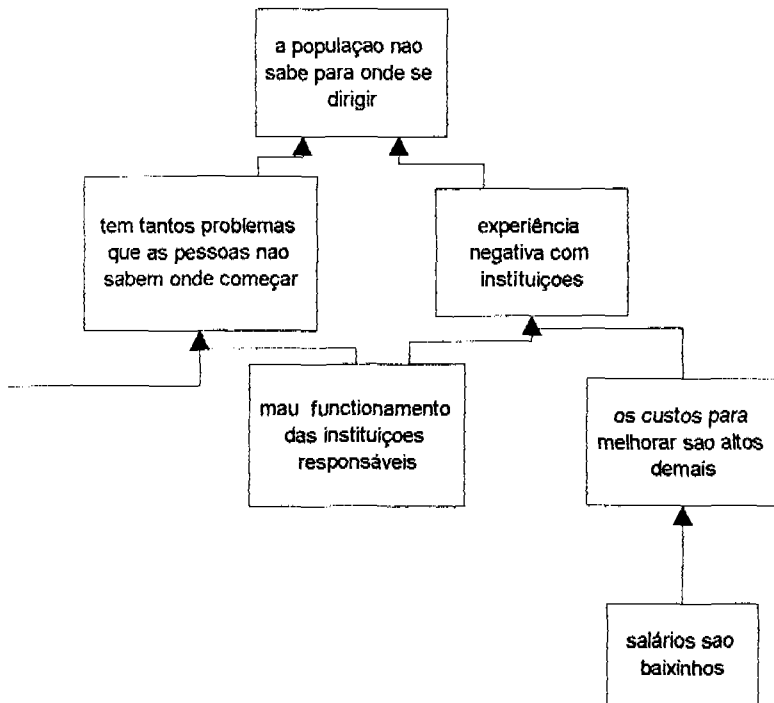 a população nao
sabe para onde se
dirigir
tem tantos problemas
que as pessoas nao
sabem onde começar
experiência
negativa com
instituiçoes
mau functionamento
das instituiçoes
responsáveis
os custos para
melhorar sao altos
demais
salários sao
baixinhos